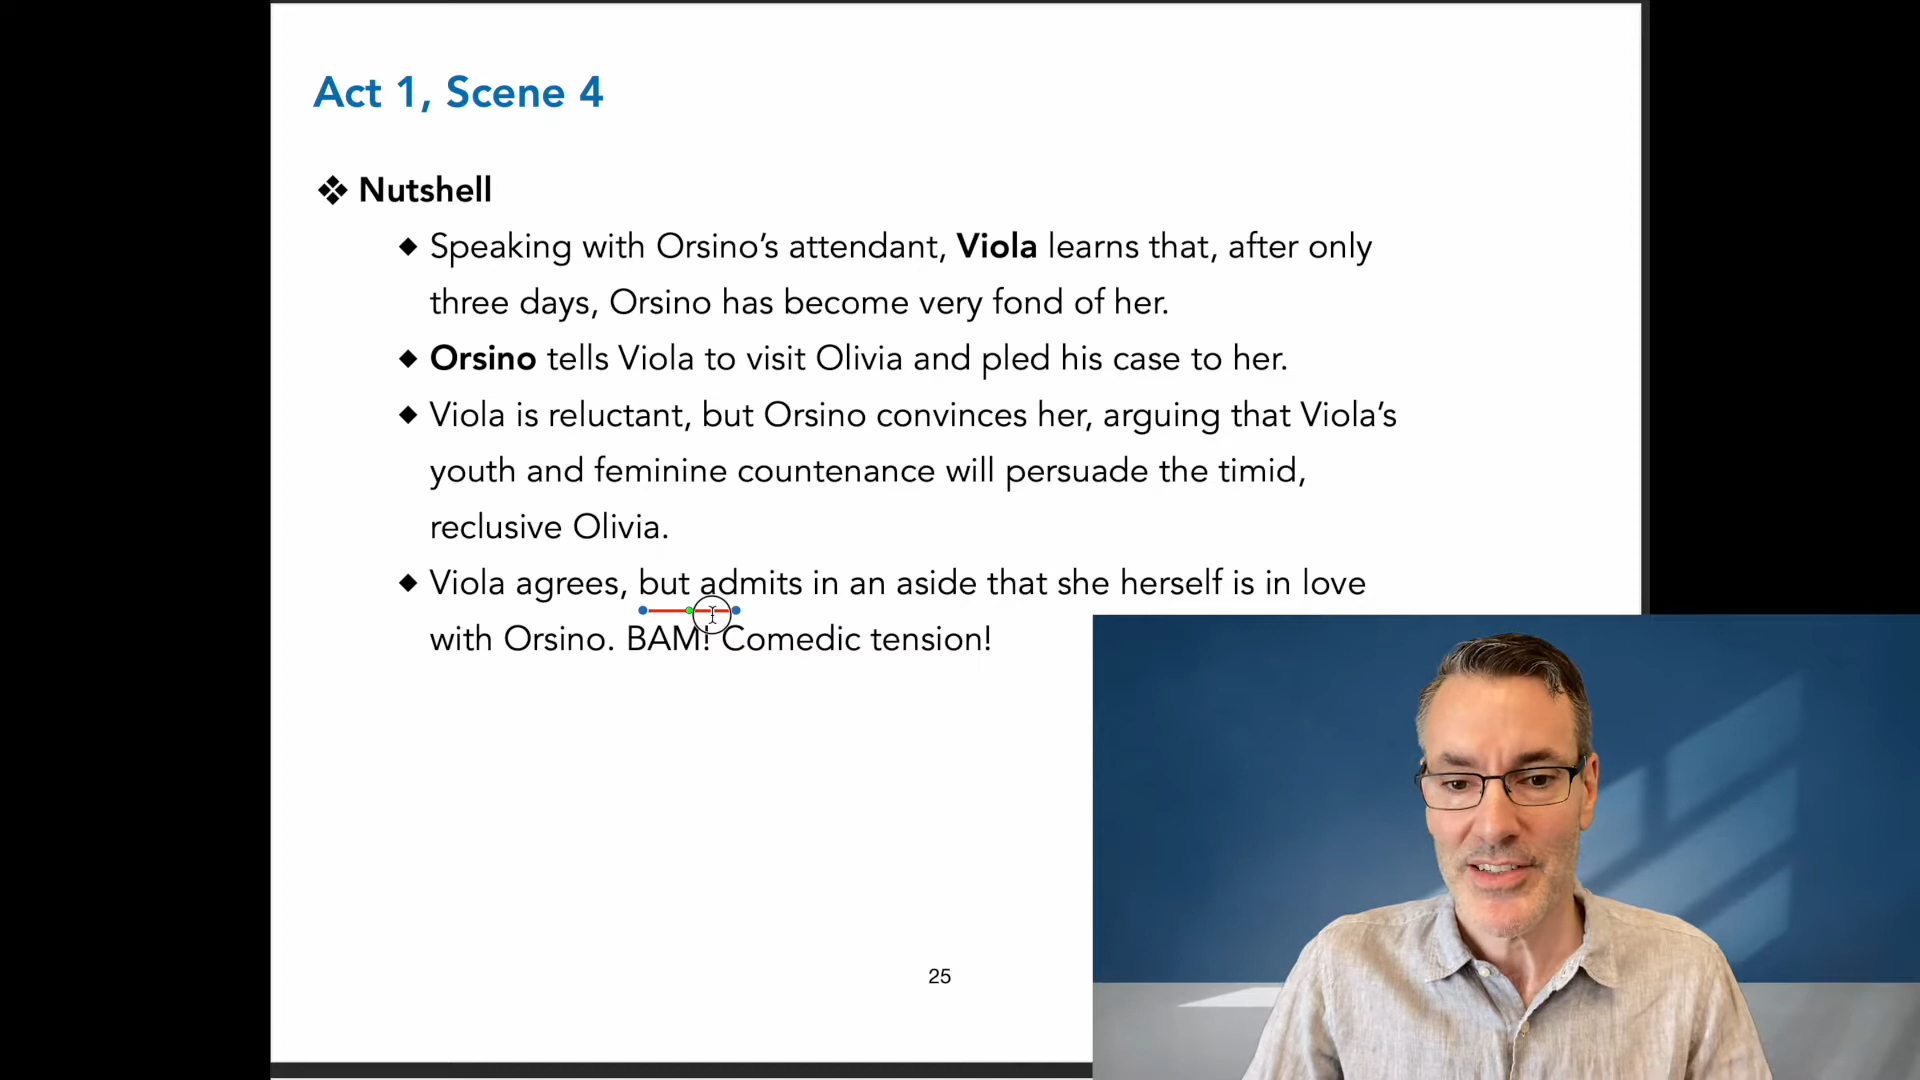 Act 1, Scene 4
❖ Nutshell
◆ Speaking with Orsino’s attendant, Viola learns that, after only
three days, Orsino has become very fond of her.
◆ Orsino tells Viola to visit Olivia and pled his case to her.
◆ Viola is reluctant, but Orsino convinces her, arguing that Viola’s
youth and feminine countenance will persuade the timid,
reclusive Olivia.
◆ Viola agrees, but admits in an aside that she herself is in love
with Orsino. BAM! Comedic tension!
25